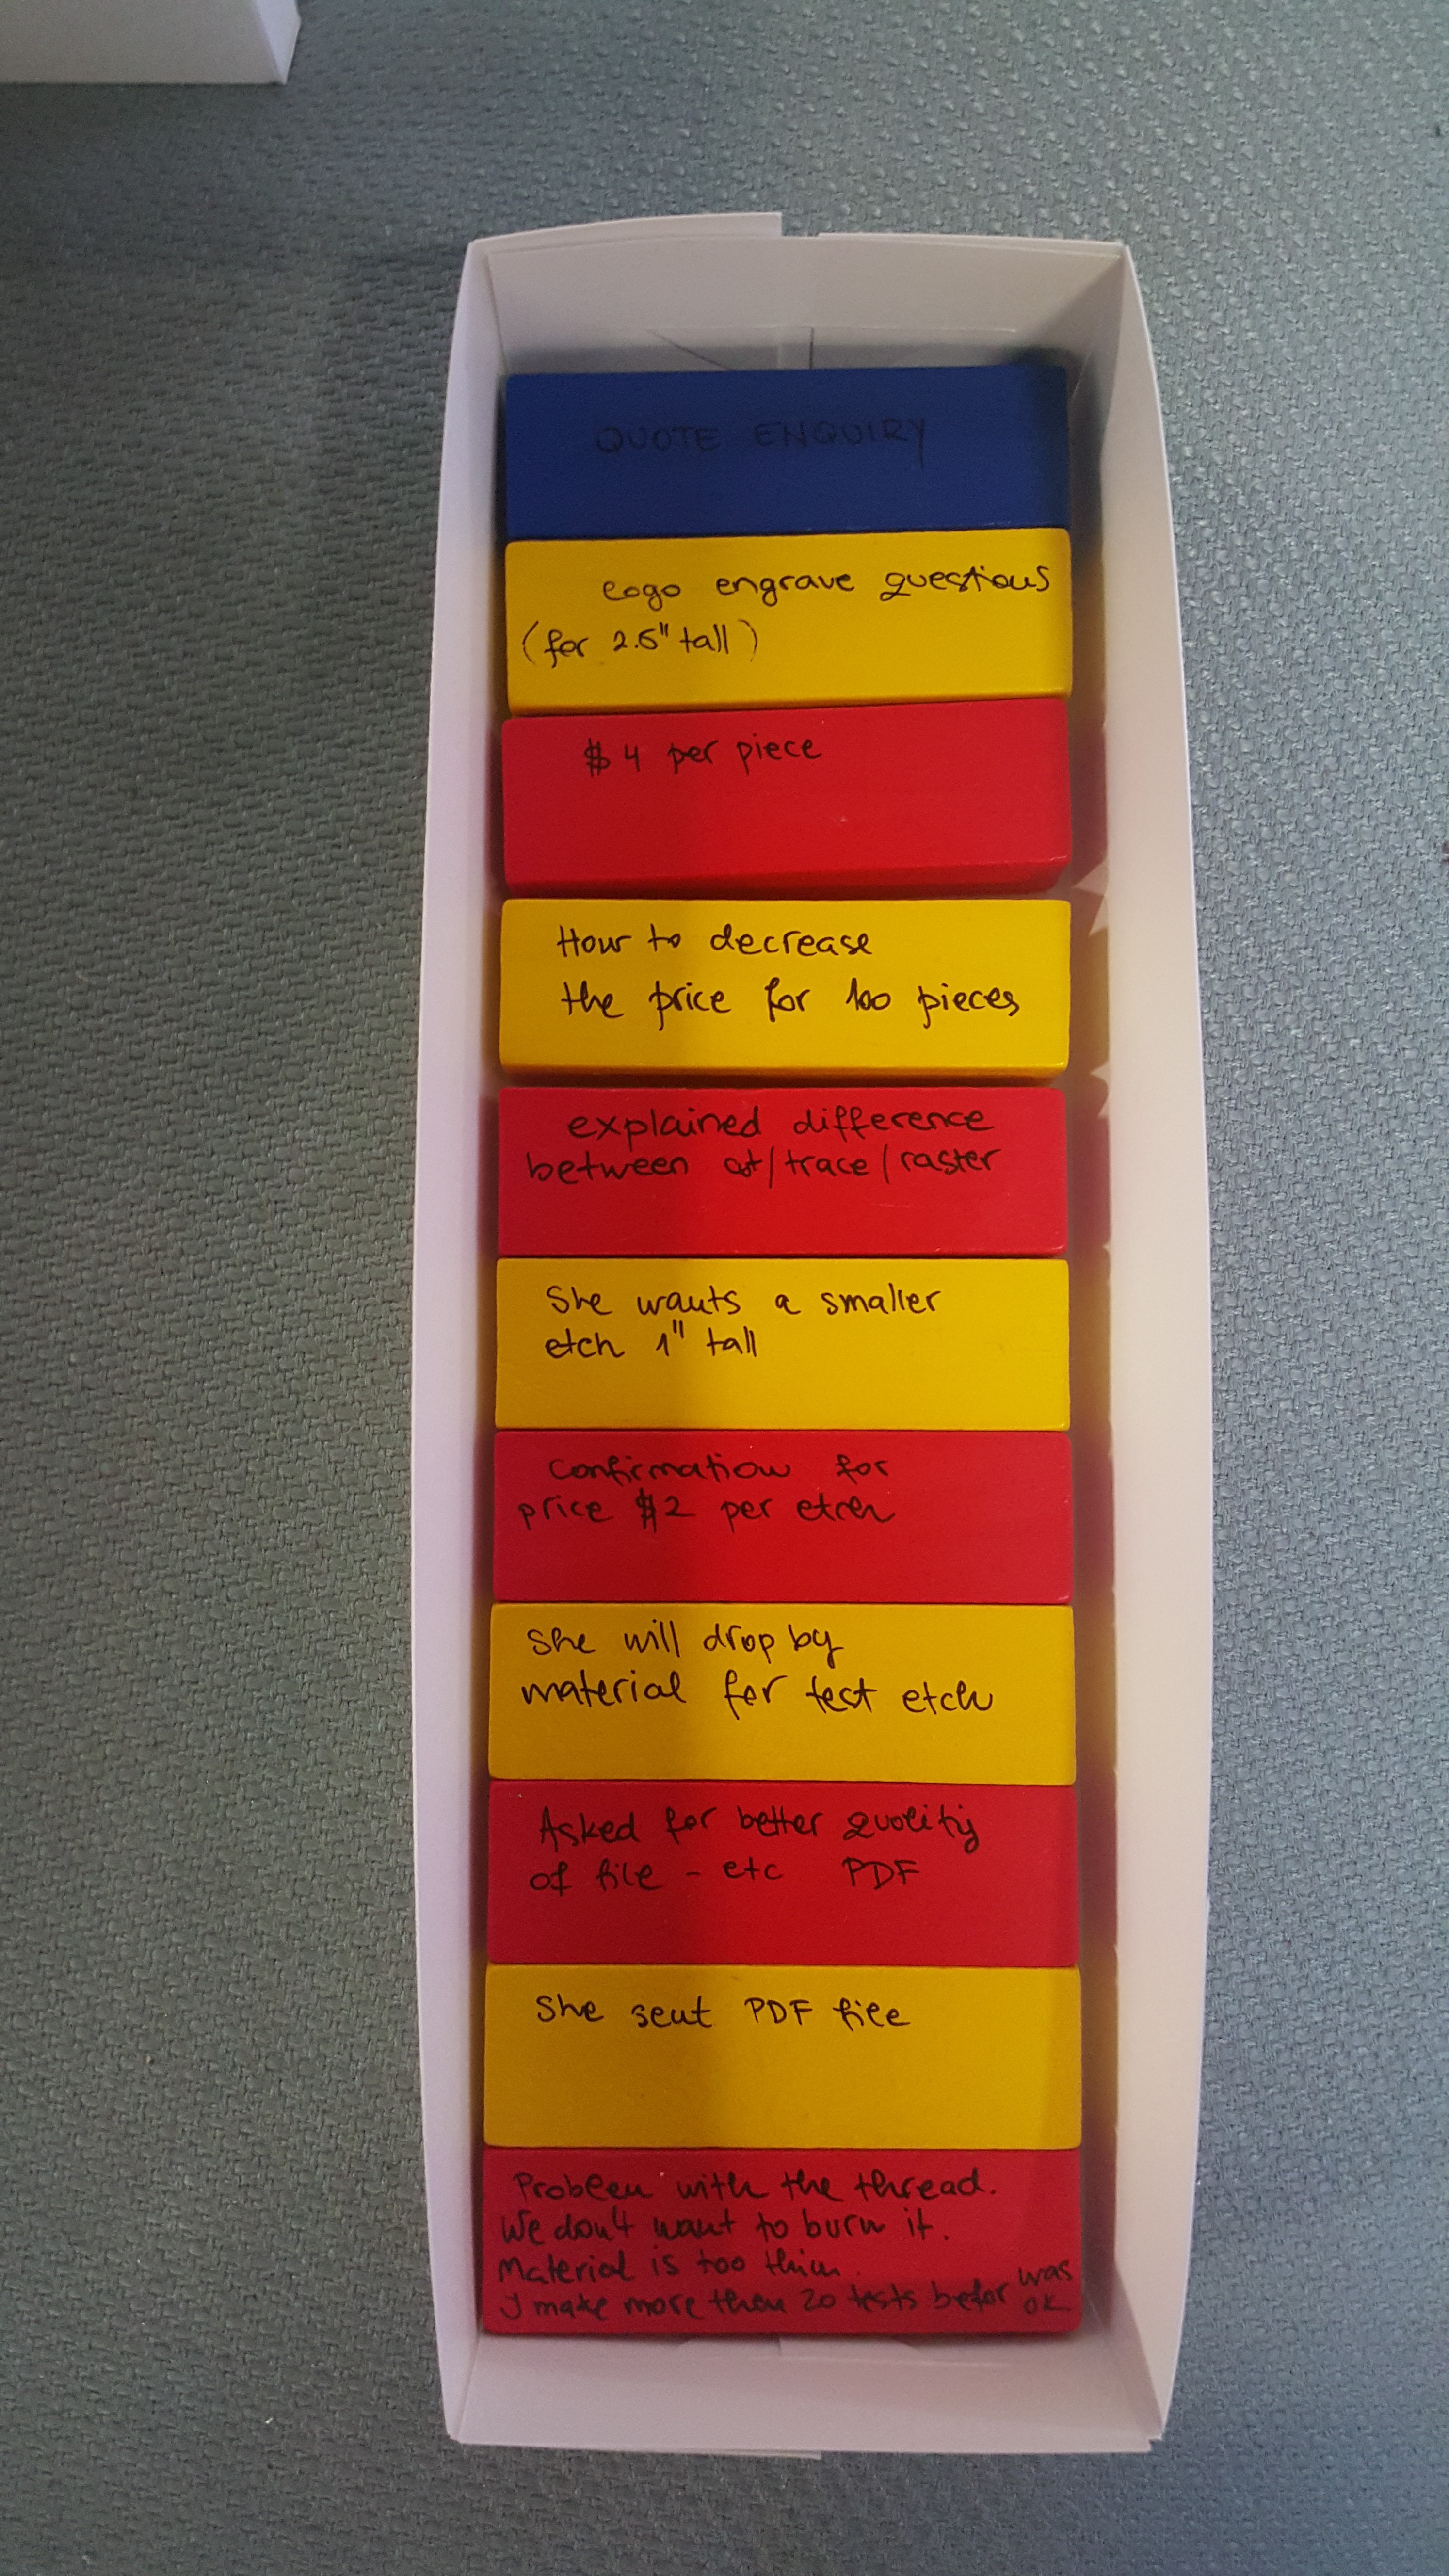 QUOTE ENQUIRY
logo engrave questions
(for 2.5" tall)
$4 per piece
How to decrease
the price for 100 pieces
explained difference
between cut/trace/raster
She wants a smaller
etch 1" tall
Confirmation for
price $2 per etch
She will drop by
material for test etch
Asked for better quality
of file - etc PDF
She sent PDF file
Problem with the thread.
We don't want to burn it.
Material is too thin.
I make more then 20 tests befor was
ok